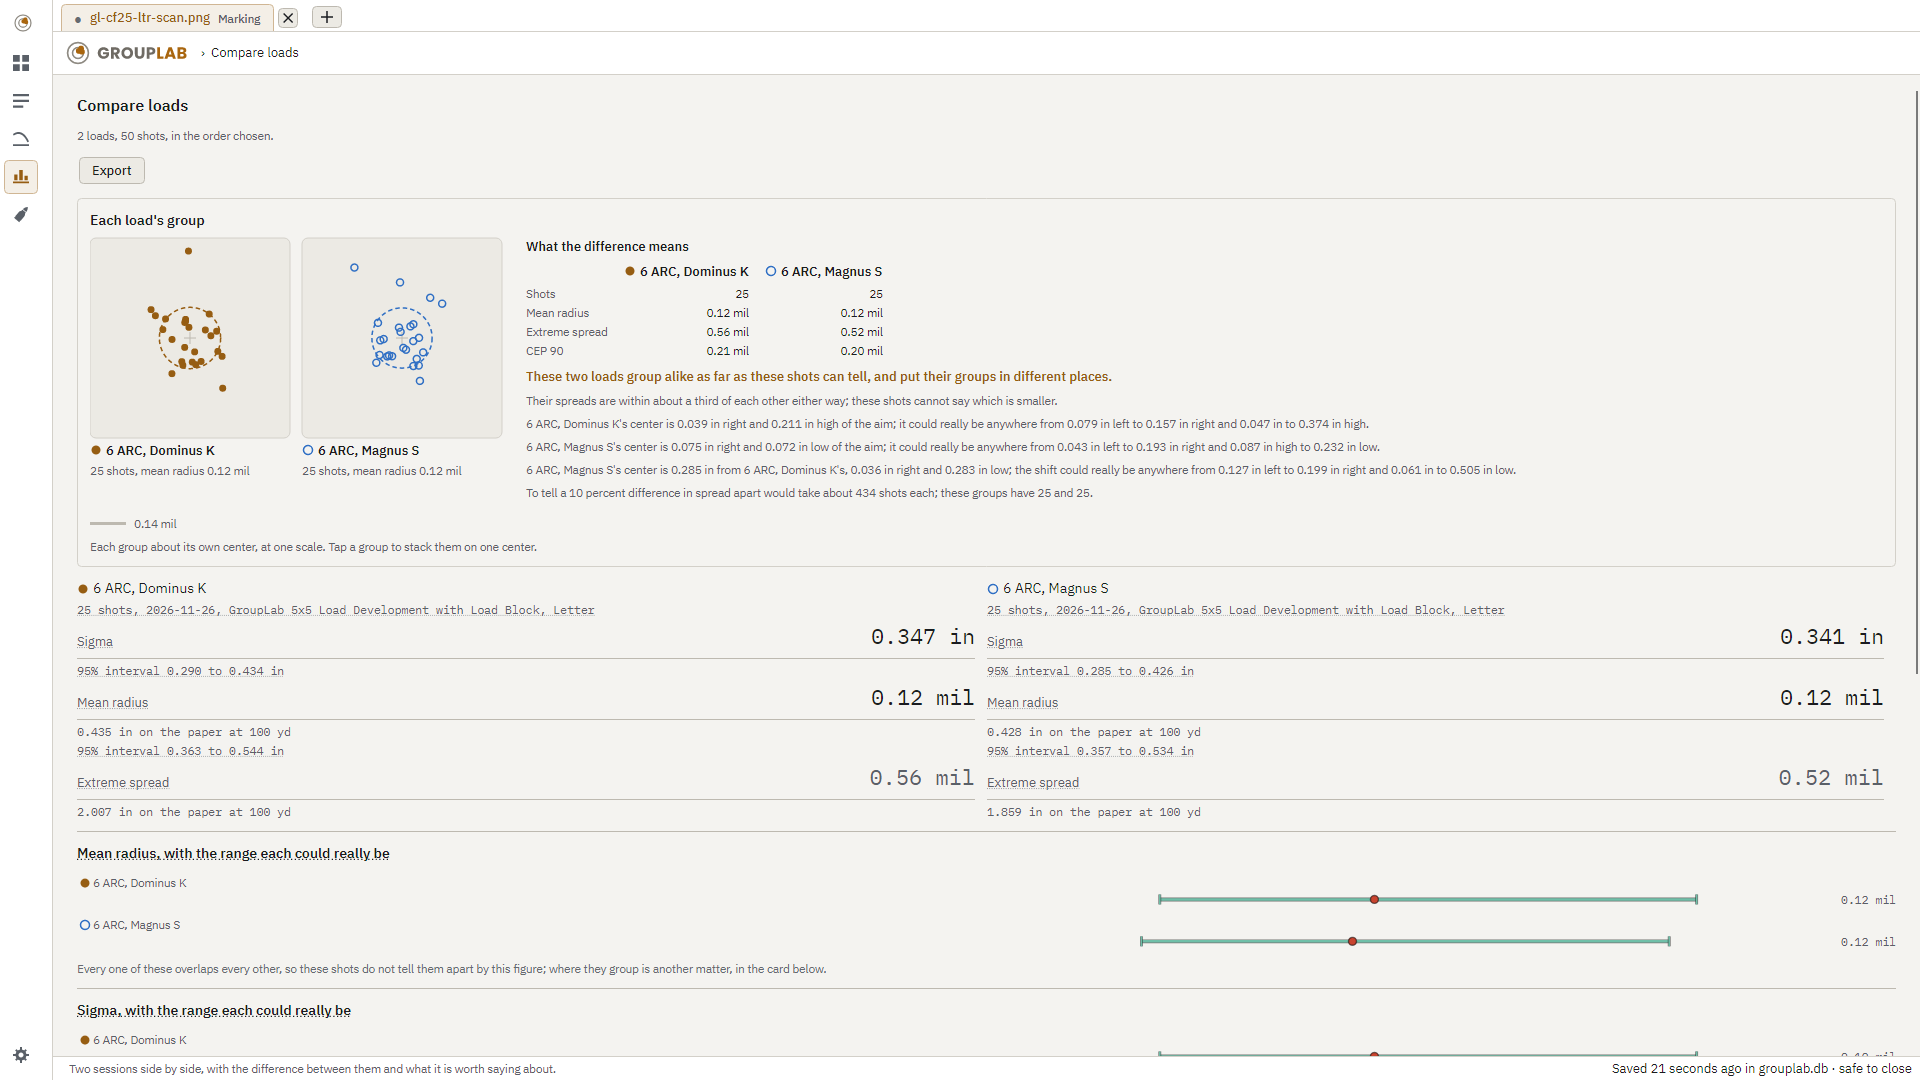 gl-cf25-ltr-scan.png Marking
GROUPLAB › Compare loads
Compare loads
2 loads, 50 shots, in the order chosen.
Export
Each load's group
6 ARC, Dominus K
25 shots, mean radius 0.12 mil
6 ARC, Magnus S
25 shots, mean radius 0.12 mil
0.14 mil
Each group about its own center, at one scale. Tap a group to stack them on one center.
What the difference means
6 ARC, Dominus K 6 ARC, Magnus S
Shots 25 25
Mean radius 0.12 mil 0.12 mil
Extreme spread 0.56 mil 0.52 mil
CEP 90 0.21 mil 0.20 mil
These two loads group alike as far as these shots can tell, and put their groups in different places.
Their spreads are within about a third of each other either way; these shots cannot say which is smaller.
6 ARC, Dominus K's center is 0.039 in right and 0.211 in high of the aim; it could really be anywhere from 0.079 in left to 0.157 in right and 0.047 in to 0.374 in high.
6 ARC, Magnus S's center is 0.075 in right and 0.072 in low of the aim; it could really be anywhere from 0.043 in left to 0.193 in right and 0.087 in high to 0.232 in low.
6 ARC, Magnus S's center is 0.285 in from 6 ARC, Dominus K's, 0.036 in right and 0.283 in low; the shift could really be anywhere from 0.127 in left to 0.199 in right and 0.061 in to 0.505 in low.
To tell a 10 percent difference in spread apart would take about 434 shots each; these groups have 25 and 25.
6 ARC, Dominus K
25 shots, 2026-11-26, GroupLab 5x5 Load Development with Load Block, Letter
Sigma 0.347 in
95% interval 0.290 to 0.434 in
Mean radius 0.12 mil
0.435 in on the paper at 100 yd
95% interval 0.363 to 0.544 in
Extreme spread 0.56 mil
2.007 in on the paper at 100 yd
6 ARC, Magnus S
25 shots, 2026-11-26, GroupLab 5x5 Load Development with Load Block, Letter
Sigma 0.341 in
95% interval 0.285 to 0.426 in
Mean radius 0.12 mil
0.428 in on the paper at 100 yd
95% interval 0.357 to 0.534 in
Extreme spread 0.52 mil
1.859 in on the paper at 100 yd
Mean radius, with the range each could really be
6 ARC, Dominus K
0.12 mil
6 ARC, Magnus S
0.12 mil
Every one of these overlaps every other, so these shots do not tell them apart by this figure; where they group is another matter, in the card below.
Sigma, with the range each could really be
6 ARC, Dominus K
Two sessions side by side, with the difference between them and what it is worth saying about.
Saved 21 seconds ago in grouplab.db · safe to close